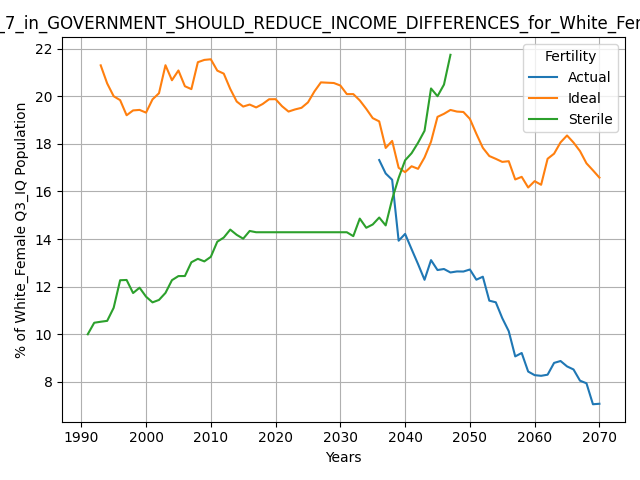 _7_in_GOVERNMENT_SHOULD_REDUCE_INCOME_DIFFERENCES_for_White_Fer
22
20
18
16
14
12
10
8
% of White_Female Q3_IQ Population
Fertility
Actual
Ideal
Sterile
1990 2000 2010 2020 2030 2040 2050 2060 2070
Years